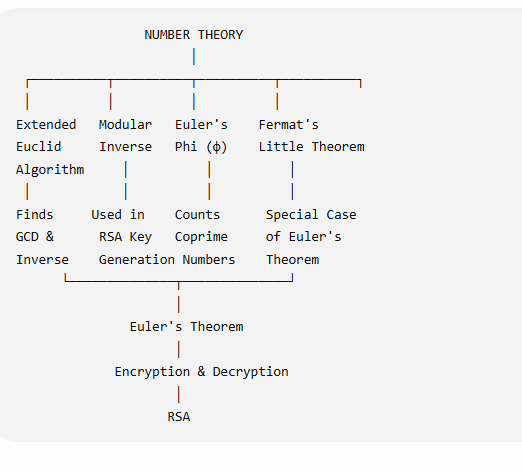 NUMBER THEORY
Extended Modular Euler's Fermat's
Euclid Inverse Phi (ϕ) Little Theorem
Algorithm
Finds Used in Counts Special Case
GCD & RSA Key Coprime of Euler's
Inverse Generation Numbers Theorem
Euler's Theorem
Encryption & Decryption
RSA